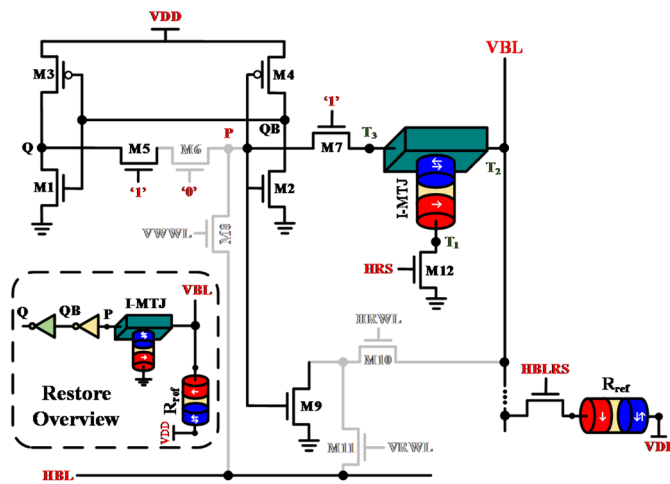 VDD
VBL
M3
M4
'1'
P
QB
T₃
Q
M5
M6
M7
T₂
M1
'1'
'0'
M2
I-MTJ
VWWL
M8
T₁
HRS
M12
Q
QB
P
I-MTJ
VBL
HRWL
M10
HBLRS
Rref
Restore
Overview
Rref
VDD
M9
M11
VRWL
VDD
HBL